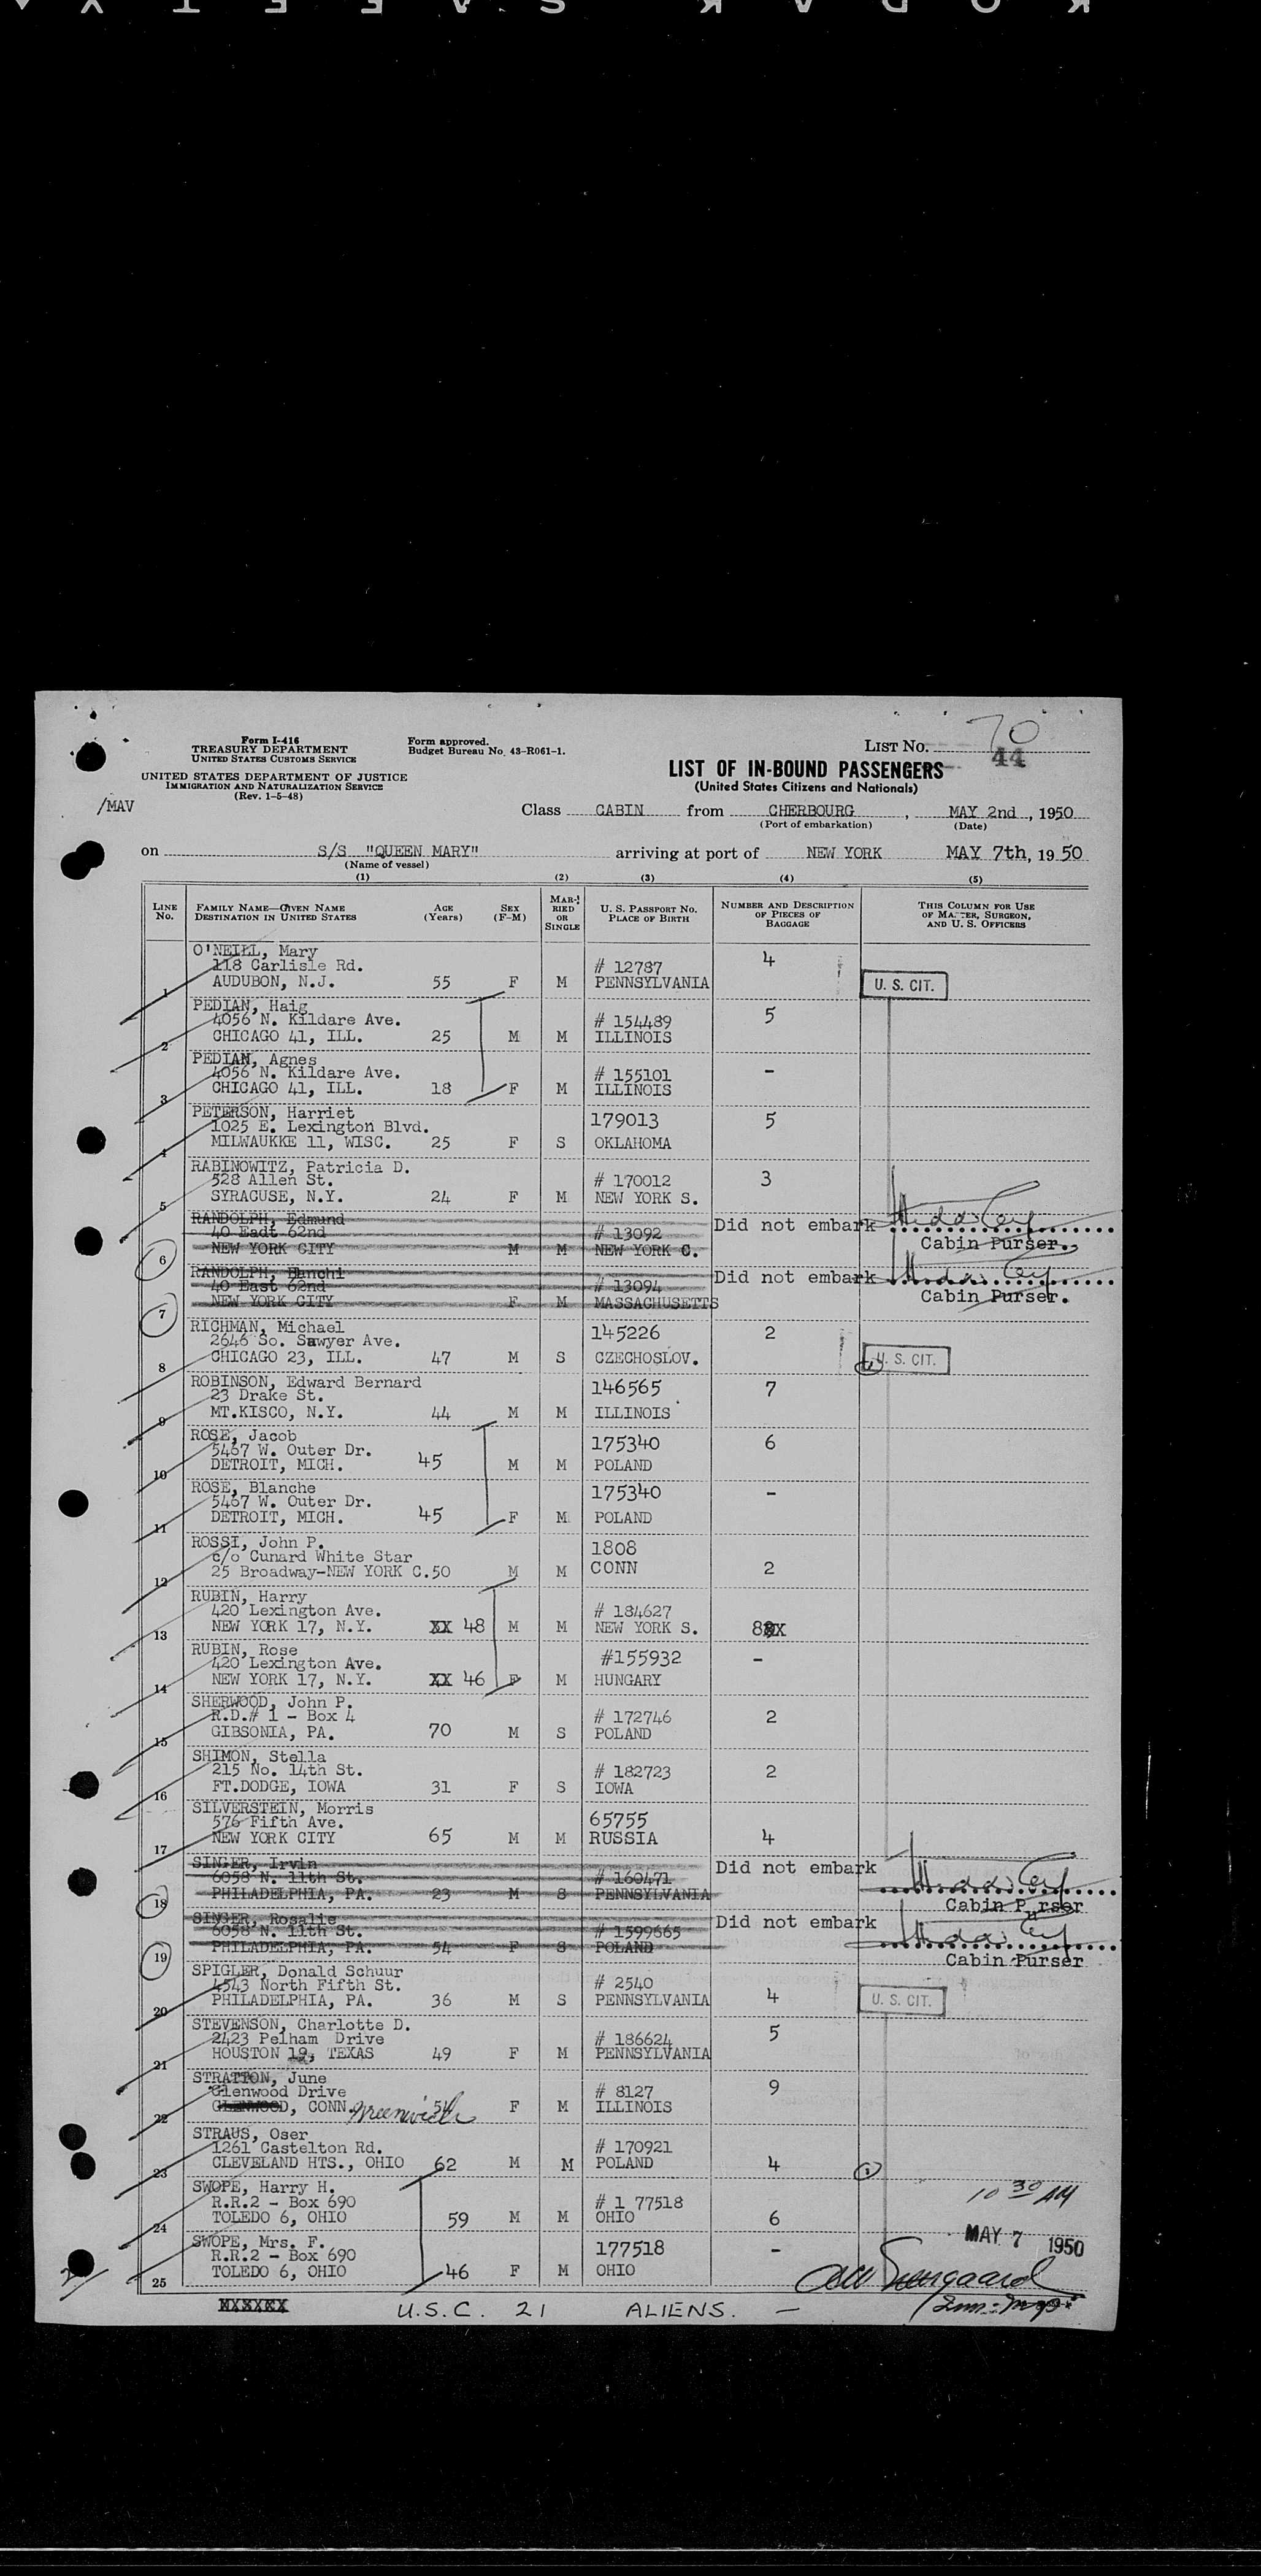 KODAK SAFETY
Form I-416
TREASURY DEPARTMENT
UNITED STATES CUSTOMS SERVICE
Form approved.
Budget Bureau No. 43-R061-1.
70
LIST NO. 44
UNITED STATES DEPARTMENT OF JUSTICE
IMMIGRATION AND NATURALIZATION SERVICE
(Rev. 1-5-48)
LIST OF IN-BOUND PASSENGERS
(United States Citizens and Nationals)
/MAV
Class CABIN from CHERBOURG, MAY 2nd, 1950
(Port of embarkation) (Date)
on S/S "QUEEN MARY" arriving at port of NEW YORK MAY 7th, 1950
(Name of vessel)
(1) (2) (3) (4) (5)
LINE NO. FAMILY NAME—GIVEN NAME DESTINATION IN UNITED STATES AGE (Years) SEX (F-M) MARRIED OR SINGLE U. S. PASSPORT NO. PLACE OF BIRTH NUMBER AND DESCRIPTION OF PIECES OF BAGGAGE THIS COLUMN FOR USE OF MASTER, SURGEON, AND U. S. OFFICERS
O'NEILL, Mary 4
118 Carlisle Rd. # 12787
1 AUDUBON, N.J. 55 F M PENNSYLVANIA U. S. CIT.
PEDIAN, Haig 5
4056 N. Kildare Ave. # 154489
2 CHICAGO 41, ILL. 25 M M ILLINOIS
PEDIAN, Agnes -
4056 N. Kildare Ave. # 155101
3 CHICAGO 41, ILL. 18 F M ILLINOIS
PETERSON, Harriet 179013 5
1025 E. Lexington Blvd.
4 MILWAUKKE 11, WISC. 25 F S OKLAHOMA
RABINOWITZ, Patricia D. 3
528 Allen St. # 170012
5 SYRACUSE, N.Y. 24 F M NEW YORK S.
RANDOLPH, Edmund Did not embark
40 Eadt 62nd # 13092
6 NEW YORK CITY M M NEW YORK C. Cabin Purser.
RANDOLPH, Blanchi Did not embark
40 East 62nd # 13094
7 NEW YORK CITY F M MASSACHUSETTS Cabin Purser.
RICHMAN, Michael 145226 2
2646 So. Sawyer Ave.
8 CHICAGO 23, ILL. 47 M S CZECHOSLOV. U. S. CIT.
ROBINSON, Edward Bernard 146565 7
23 Drake St.
9 MT.KISCO, N.Y. 44 M M ILLINOIS
ROSE, Jacob 175340 6
5467 W. Outer Dr.
10 DETROIT, MICH. 45 M M POLAND
ROSE, Blanche 175340 -
5467 W. Outer Dr.
11 DETROIT, MICH. 45 F M POLAND
ROSSI, John P. 1808
c/o Cunard White Star
12 25 Broadway-NEW YORK C. 50 M M CONN 2
RUBIN, Harry
420 Lexington Ave. # 184627
13 NEW YORK 17, N.Y. XX 48 M M NEW YORK S. 8
RUBIN, Rose #155932 -
420 Lexington Ave.
14 NEW YORK 17, N.Y. XX 46 F M HUNGARY
SHERWOOD, John P.
R.D.# 1 - Box 4 # 172746 2
15 GIBSONIA, PA. 70 M S POLAND
SHIMON, Stella
215 No. 14th St. # 182723 2
16 FT.DODGE, IOWA 31 F S IOWA
SILVERSTEIN, Morris 65755
576 Fifth Ave.
17 NEW YORK CITY 65 M M RUSSIA 4
SINGER, Irvin Did not embark
6058 N. 11th St. # 160471
18 PHILADELPHIA, PA. 23 M S PENNSYLVANIA Cabin Purser
SINGER, Rosalie Did not embark
6058 N. 11th St. # 1599665
19 PHILADELPHIA, PA. 54 F S POLAND Cabin Purser
SPIGLER, Donald Schuur
4543 North Fifth St. # 2540
20 PHILADELPHIA, PA. 36 M S PENNSYLVANIA 4 U. S. CIT.
STEVENSON, Charlotte D. 5
2423 Pelham Drive # 186624
21 HOUSTON 19, TEXAS 49 F M PENNSYLVANIA
STRATTON, June
Glenwood Drive # 8127 9
22 GLENWOOD, CONN. Greenwich F M ILLINOIS
STRAUS, Oser
1261 Castelton Rd. # 170921
23 CLEVELAND HTS., OHIO 62 M M POLAND 4
SWOPE, Harry H. 10 30 AM
R.R.2 - Box 690 # 1 77518
24 TOLEDO 6, OHIO 59 M M OHIO 6 MAY 7 1950
SWOPE, Mrs. F. 177518 -
R.R.2 - Box 690
25 TOLEDO 6, OHIO 46 F M OHIO
XXXXXX U.S.C. 21 ALIENS. —